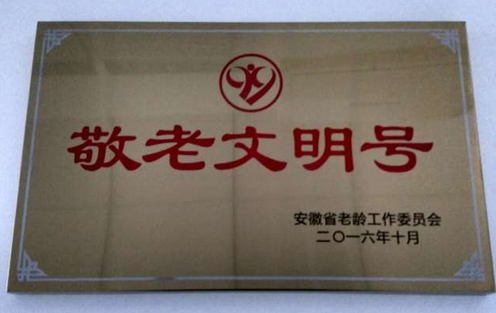 敬老文明号
安徽省老龄工作委员会
二〇一六年十月